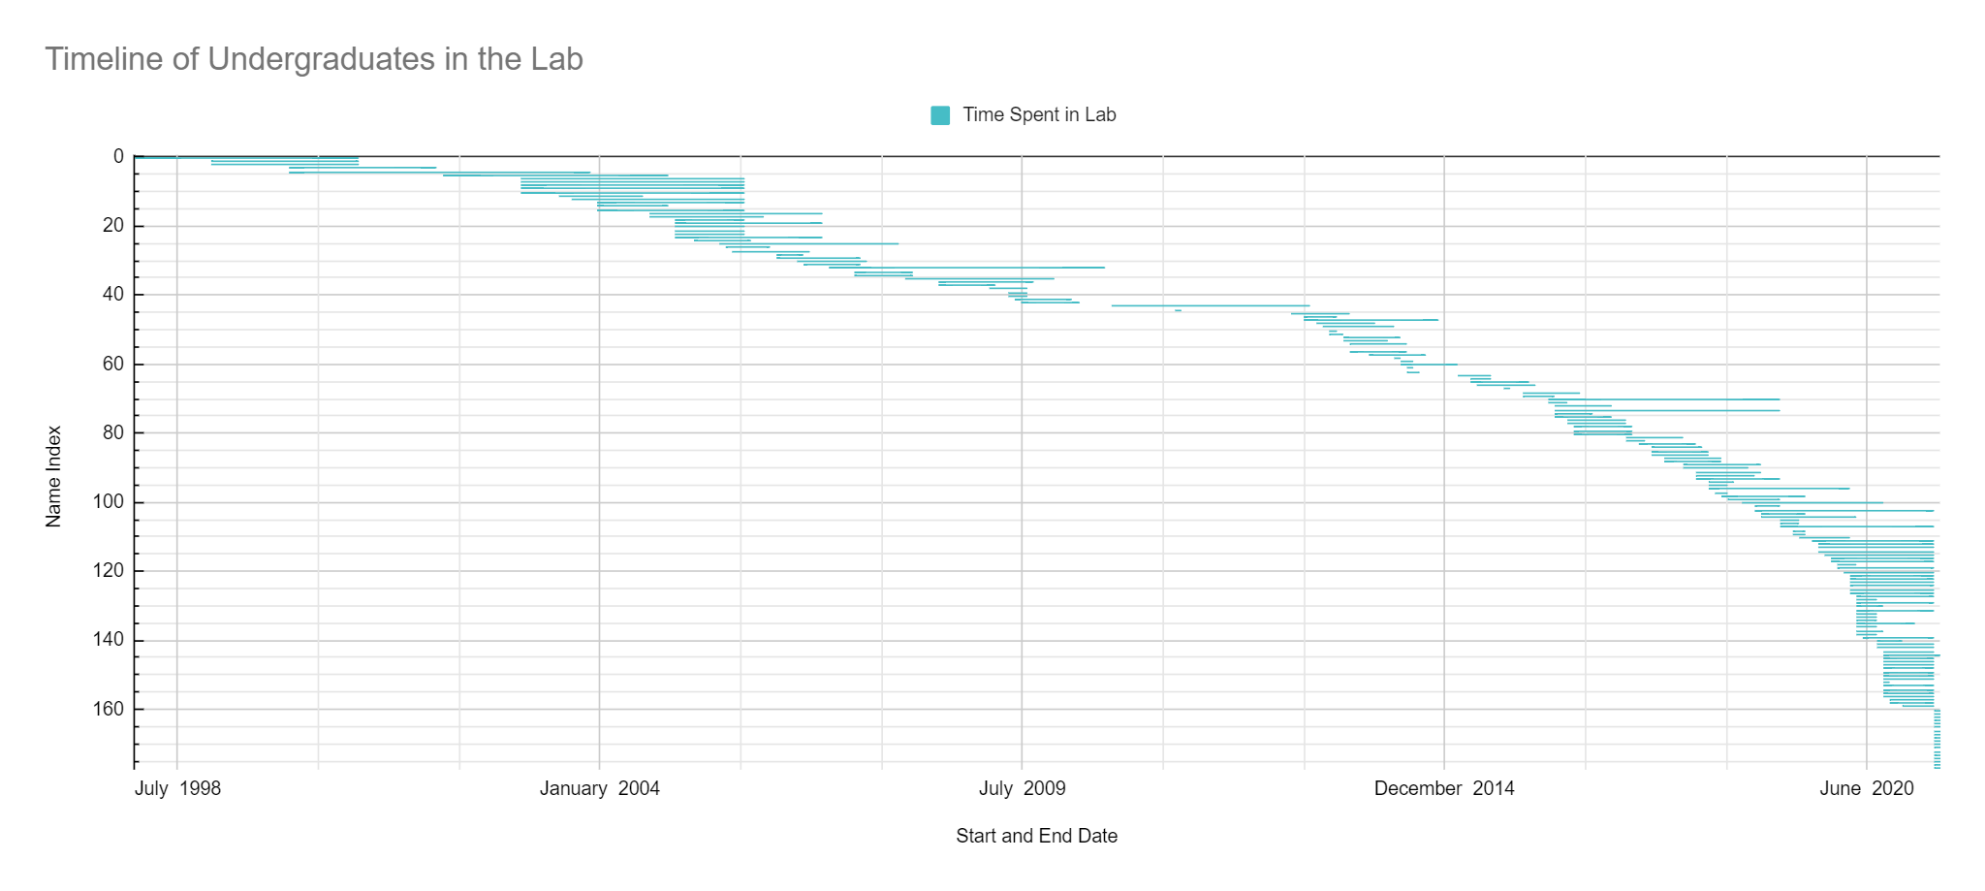 Timeline of Undergraduates in the Lab
Time Spent in Lab
0
20
40
60
80
100
120
140
160
Name Index
July 1998
January 2004
July 2009
December 2014
June 2020
Start and End Date